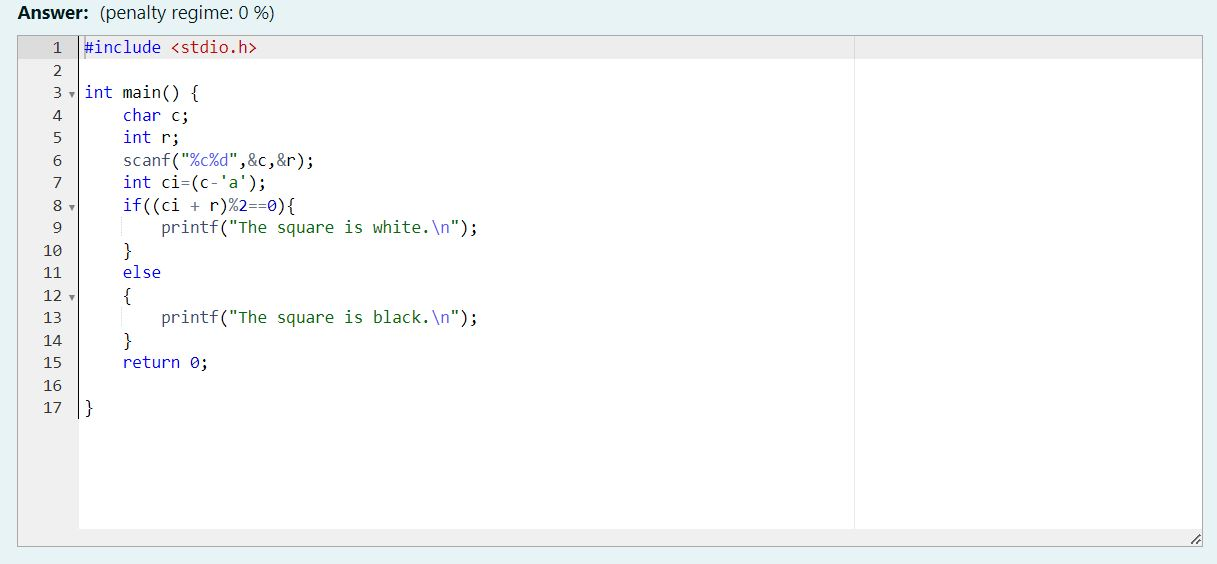 Answer: (penalty regime: 0 %)
1 #include <stdio.h>
2
3 int main() {
4     char c;
5     int r;
6     scanf("%c%d",&c,&r);
7     int ci=(c-'a');
8     if((ci + r)%2==0){
9         printf("The square is white.\n");
10     }
11     else
12     {
13         printf("The square is black.\n");
14     }
15     return 0;
16
17 }